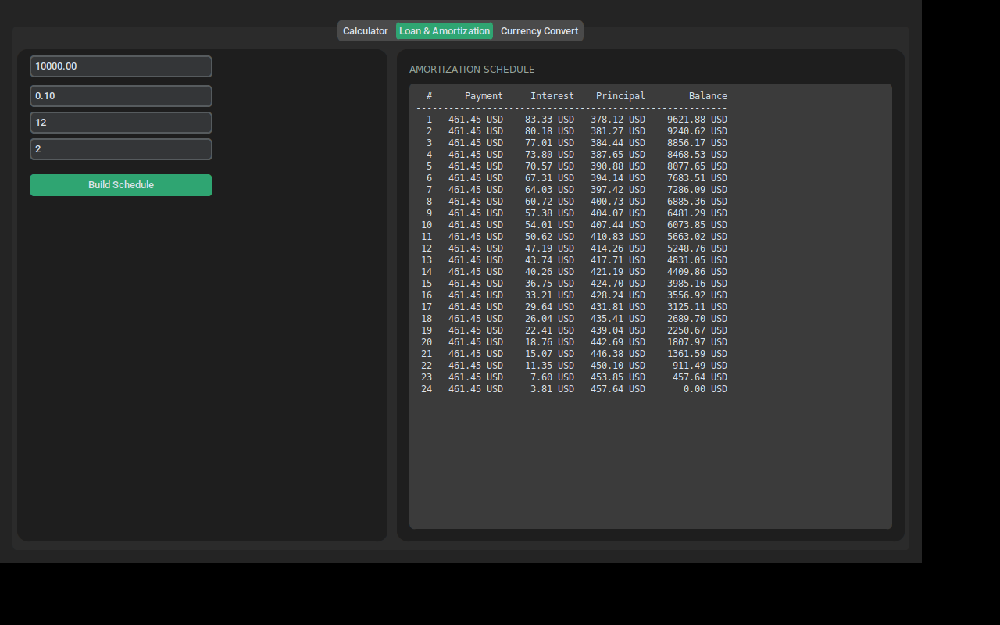 Calculator Loan & Amortization Currency Convert
10000.00
0.10
12
2
Build Schedule
AMORTIZATION SCHEDULE
# Payment Interest Principal Balance
---------------------------------------------------------
1 461.45 USD 83.33 USD 378.12 USD 9621.88 USD
2 461.45 USD 80.18 USD 381.27 USD 9240.62 USD
3 461.45 USD 77.01 USD 384.44 USD 8856.17 USD
4 461.45 USD 73.80 USD 387.65 USD 8468.53 USD
5 461.45 USD 70.57 USD 390.88 USD 8077.65 USD
6 461.45 USD 67.31 USD 394.14 USD 7683.51 USD
7 461.45 USD 64.03 USD 397.42 USD 7286.09 USD
8 461.45 USD 60.72 USD 400.73 USD 6885.36 USD
9 461.45 USD 57.38 USD 404.07 USD 6481.29 USD
10 461.45 USD 54.01 USD 407.44 USD 6073.85 USD
11 461.45 USD 50.62 USD 410.83 USD 5663.02 USD
12 461.45 USD 47.19 USD 414.26 USD 5248.76 USD
13 461.45 USD 43.74 USD 417.71 USD 4831.05 USD
14 461.45 USD 40.26 USD 421.19 USD 4409.86 USD
15 461.45 USD 36.75 USD 424.70 USD 3985.16 USD
16 461.45 USD 33.21 USD 428.24 USD 3556.92 USD
17 461.45 USD 29.64 USD 431.81 USD 3125.11 USD
18 461.45 USD 26.04 USD 435.41 USD 2689.70 USD
19 461.45 USD 22.41 USD 439.04 USD 2250.67 USD
20 461.45 USD 18.76 USD 442.69 USD 1807.97 USD
21 461.45 USD 15.07 USD 446.38 USD 1361.59 USD
22 461.45 USD 11.35 USD 450.10 USD 911.49 USD
23 461.45 USD 7.60 USD 453.85 USD 457.64 USD
24 461.45 USD 3.81 USD 457.64 USD 0.00 USD